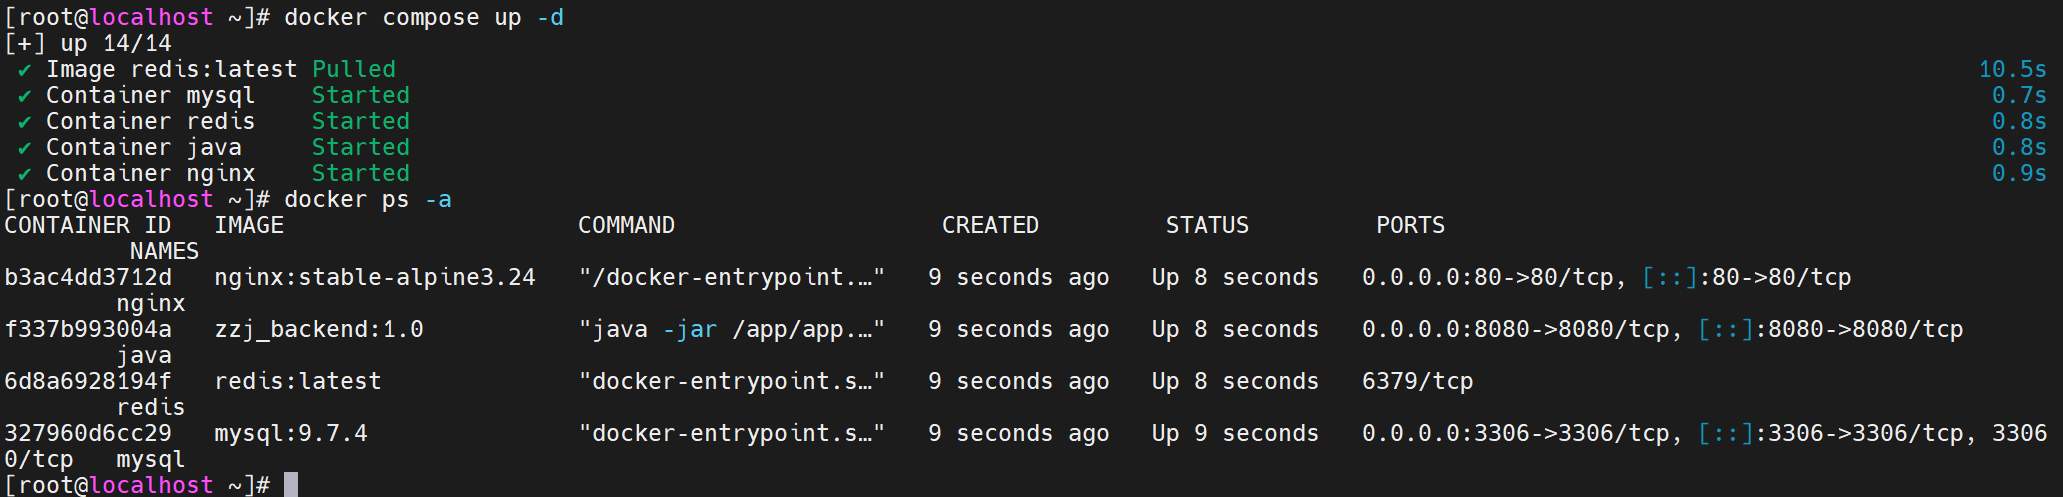 [root@localhost ~]# docker compose up -d
[+] up 14/14
✔ Image redis:latest Pulled 10.5s
✔ Container mysql Started 0.7s
✔ Container redis Started 0.8s
✔ Container java Started 0.8s
✔ Container nginx Started 0.9s
[root@localhost ~]# docker ps -a
CONTAINER ID IMAGE COMMAND CREATED STATUS PORTS
NAMES
b3ac4dd3712d nginx:stable-alpine3.24 "/docker-entrypoint.…" 9 seconds ago Up 8 seconds 0.0.0.0:80->80/tcp, [::]:80->80/tcp
nginx
f337b993004a zzj_backend:1.0 "java -jar /app/app.…" 9 seconds ago Up 8 seconds 0.0.0.0:8080->8080/tcp, [::]:8080->8080/tcp
java
6d8a6928194f redis:latest "docker-entrypoint.s…" 9 seconds ago Up 8 seconds 6379/tcp
redis
327960d6cc29 mysql:9.7.4 "docker-entrypoint.s…" 9 seconds ago Up 9 seconds 0.0.0.0:3306->3306/tcp, [::]:3306->3306/tcp, 3306
0/tcp mysql
[root@localhost ~]#